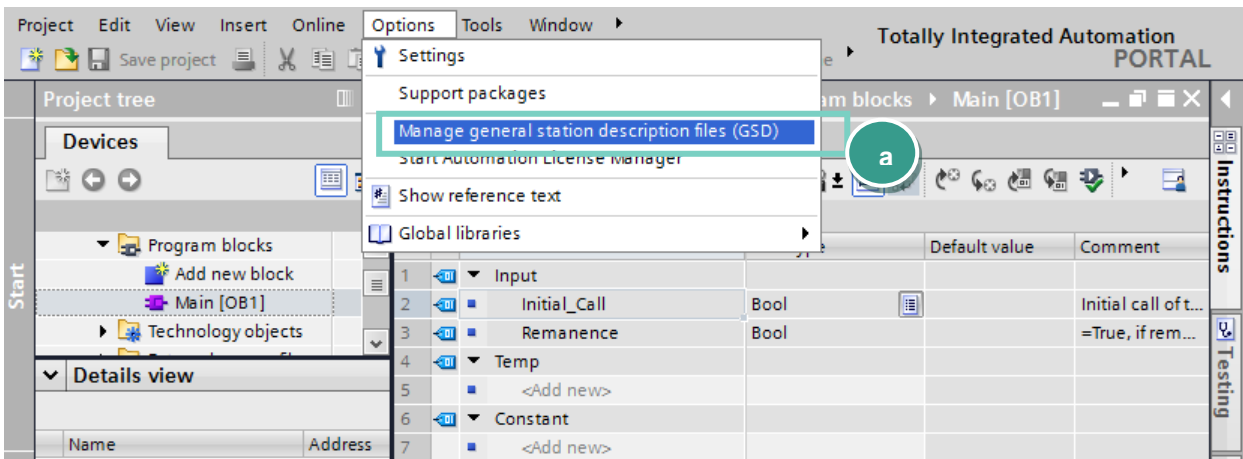 Project Edit View Insert Online Options Tools Window
Totally Integrated Automation
PORTAL
Save project
Settings
Support packages
Manage general station description files (GSD)
a
Start Automation License Manager
Show reference text
Global libraries
Project tree
am blocks Main [OB1]
Devices
Program blocks
Add new block
Main [OB1]
Technology objects
Details view
Name Address
Default value Comment
1 Input
2 Initial_Call Bool Initial call of t...
3 Remanence Bool =True, if rem...
4 Temp
5 <Add new>
6 Constant
7 <Add new>
Start
Instructions
Testing